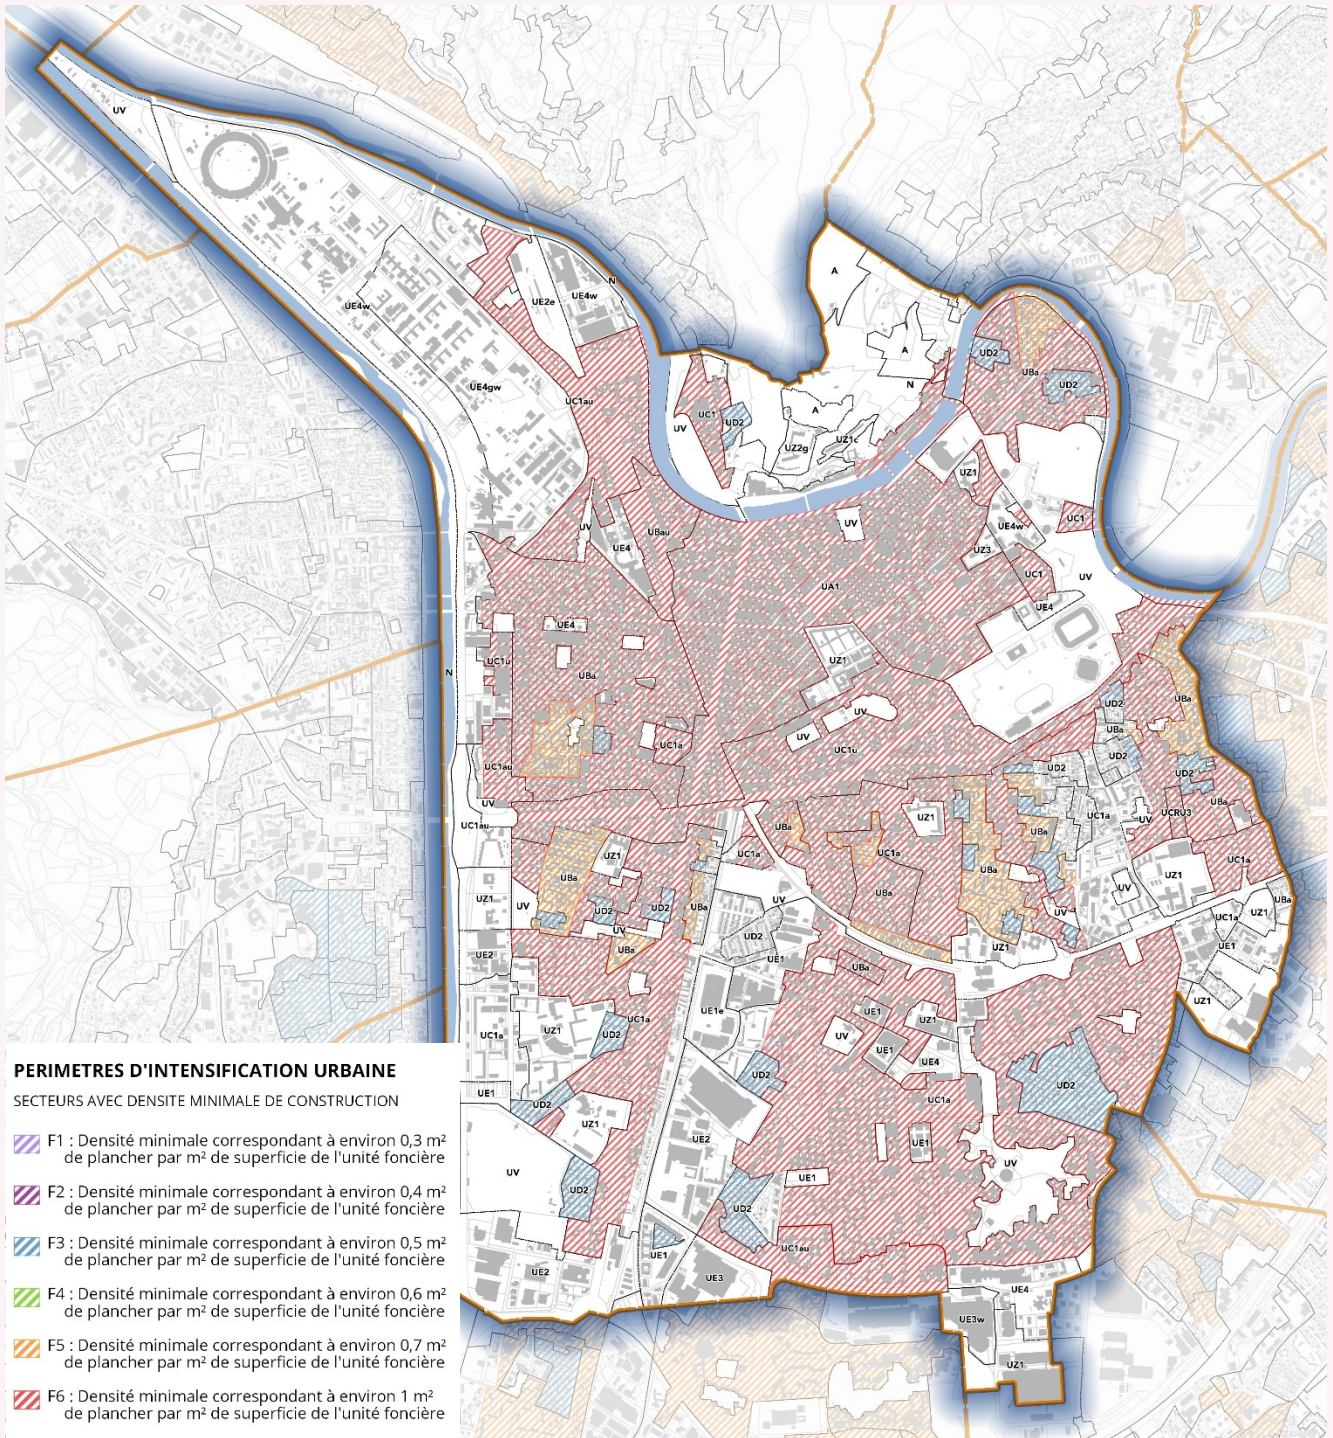 UV
UE4w
UE2e
UE4w
N
A
A
N
A
UD2
UBa
UD2
UE4gw
UC1au
UC1
UD2
UV
UZ2g
UZ1c
UZ1
UV
UE4
UBau
UV
UE4w
UC1
UZ3
UA1
UC1
UV
UE4
UE4
UZ1
N
UC1u
UBa
UV
UV
UC1u
UC1a
UC1au
UD2
UBa
UBa
UD2
UD2
UD2
UV
UC1au
UBa
UZ1
UC1a
UCRU3
UBa
UV
UBa
UC1a
UC1a
UZ1
UBa
UBa
UBa
UC1a
UZ1
UV
UZ1
UV
UD2
UD2
UBa
UV
UV
UBa
UV
UBa
UD2
UE1
UZ1
UC1a
UZ1
UE1
UE2
UBa
UZ1
UC1a
UE1e
UE1
UZ1
UC1a
UZ1
UD2
UV
UE1
UE4
UD2
UD2
UC1a
UE1
UD2
UZ1
UE2
UE1
UV
UV
UD2
UE1
UD2
UC1au
UE1
UE2
UE3
UE4
UE3w
UZ1
PERIMETRES D'INTENSIFICATION URBAINE
SECTEURS AVEC DENSITE MINIMALE DE CONSTRUCTION
F1 : Densité minimale correspondant à environ 0,3 m²
de plancher par m² de superficie de l'unité foncière
F2 : Densité minimale correspondant à environ 0,4 m²
de plancher par m² de superficie de l'unité foncière
F3 : Densité minimale correspondant à environ 0,5 m²
de plancher par m² de superficie de l'unité foncière
F4 : Densité minimale correspondant à environ 0,6 m²
de plancher par m² de superficie de l'unité foncière
F5 : Densité minimale correspondant à environ 0,7 m²
de plancher par m² de superficie de l'unité foncière
F6 : Densité minimale correspondant à environ 1 m²
de plancher par m² de superficie de l'unité foncière